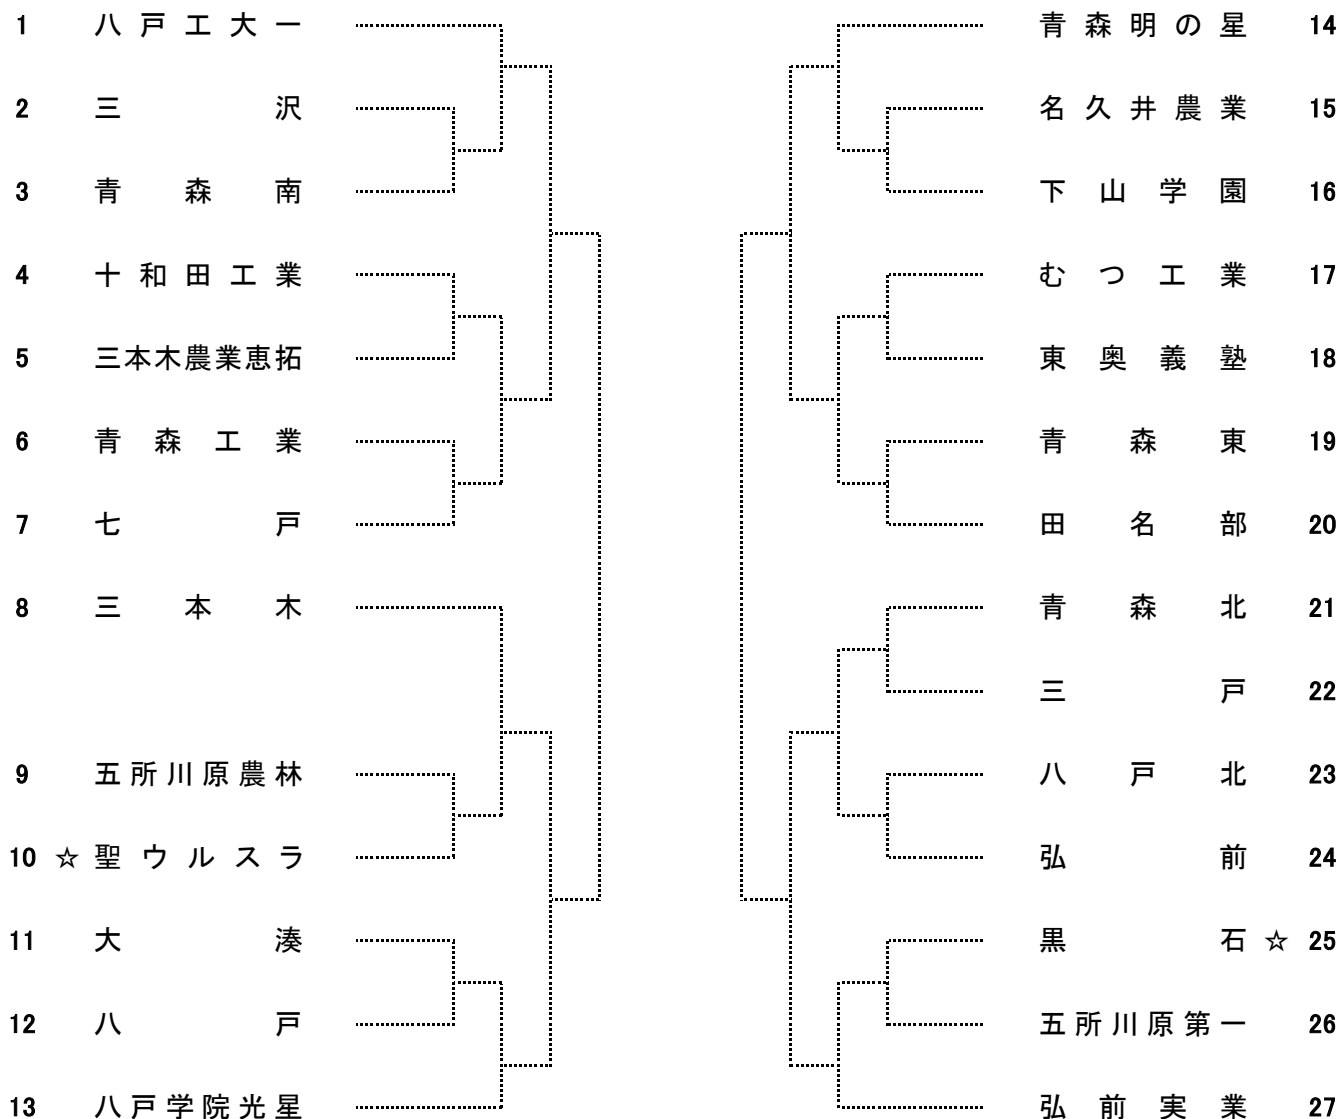 1 八戸工大一
2 三沢
3 青森南
4 十和田工業
5 三本木農業恵拓
6 青森工業
7 七戸
8 三本木
9 五所川原農林
10 ☆ 聖ウルスラ
11 大湊
12 八戸
13 八戸学院光星
青森明の星 14
名久井農業 15
下山学園 16
むつ工業 17
東奥義塾 18
青森東 19
田名部 20
青森北 21
三戸 22
八戸北 23
弘前 24
黒石 ☆ 25
五所川原第一 26
弘前実業 27